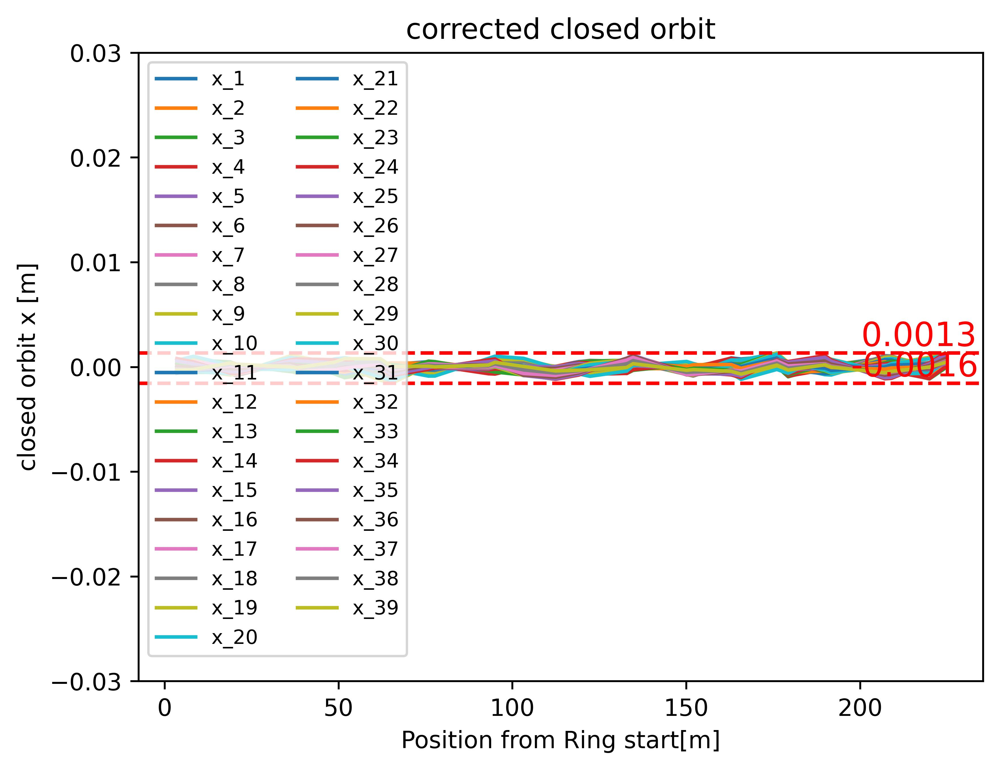 corrected closed orbit
0.03
0.02
0.01
0.00
−0.01
−0.02
−0.03
closed orbit x [m]
x_1
x_2
x_3
x_4
x_5
x_6
x_7
x_8
x_9
x_10
x_11
x_12
x_13
x_14
x_15
x_16
x_17
x_18
x_19
x_20
x_21
x_22
x_23
x_24
x_25
x_26
x_27
x_28
x_29
x_30
x_31
x_32
x_33
x_34
x_35
x_36
x_37
x_38
x_39
0.0013
-0.0016
0
50
100
150
200
Position from Ring start[m]